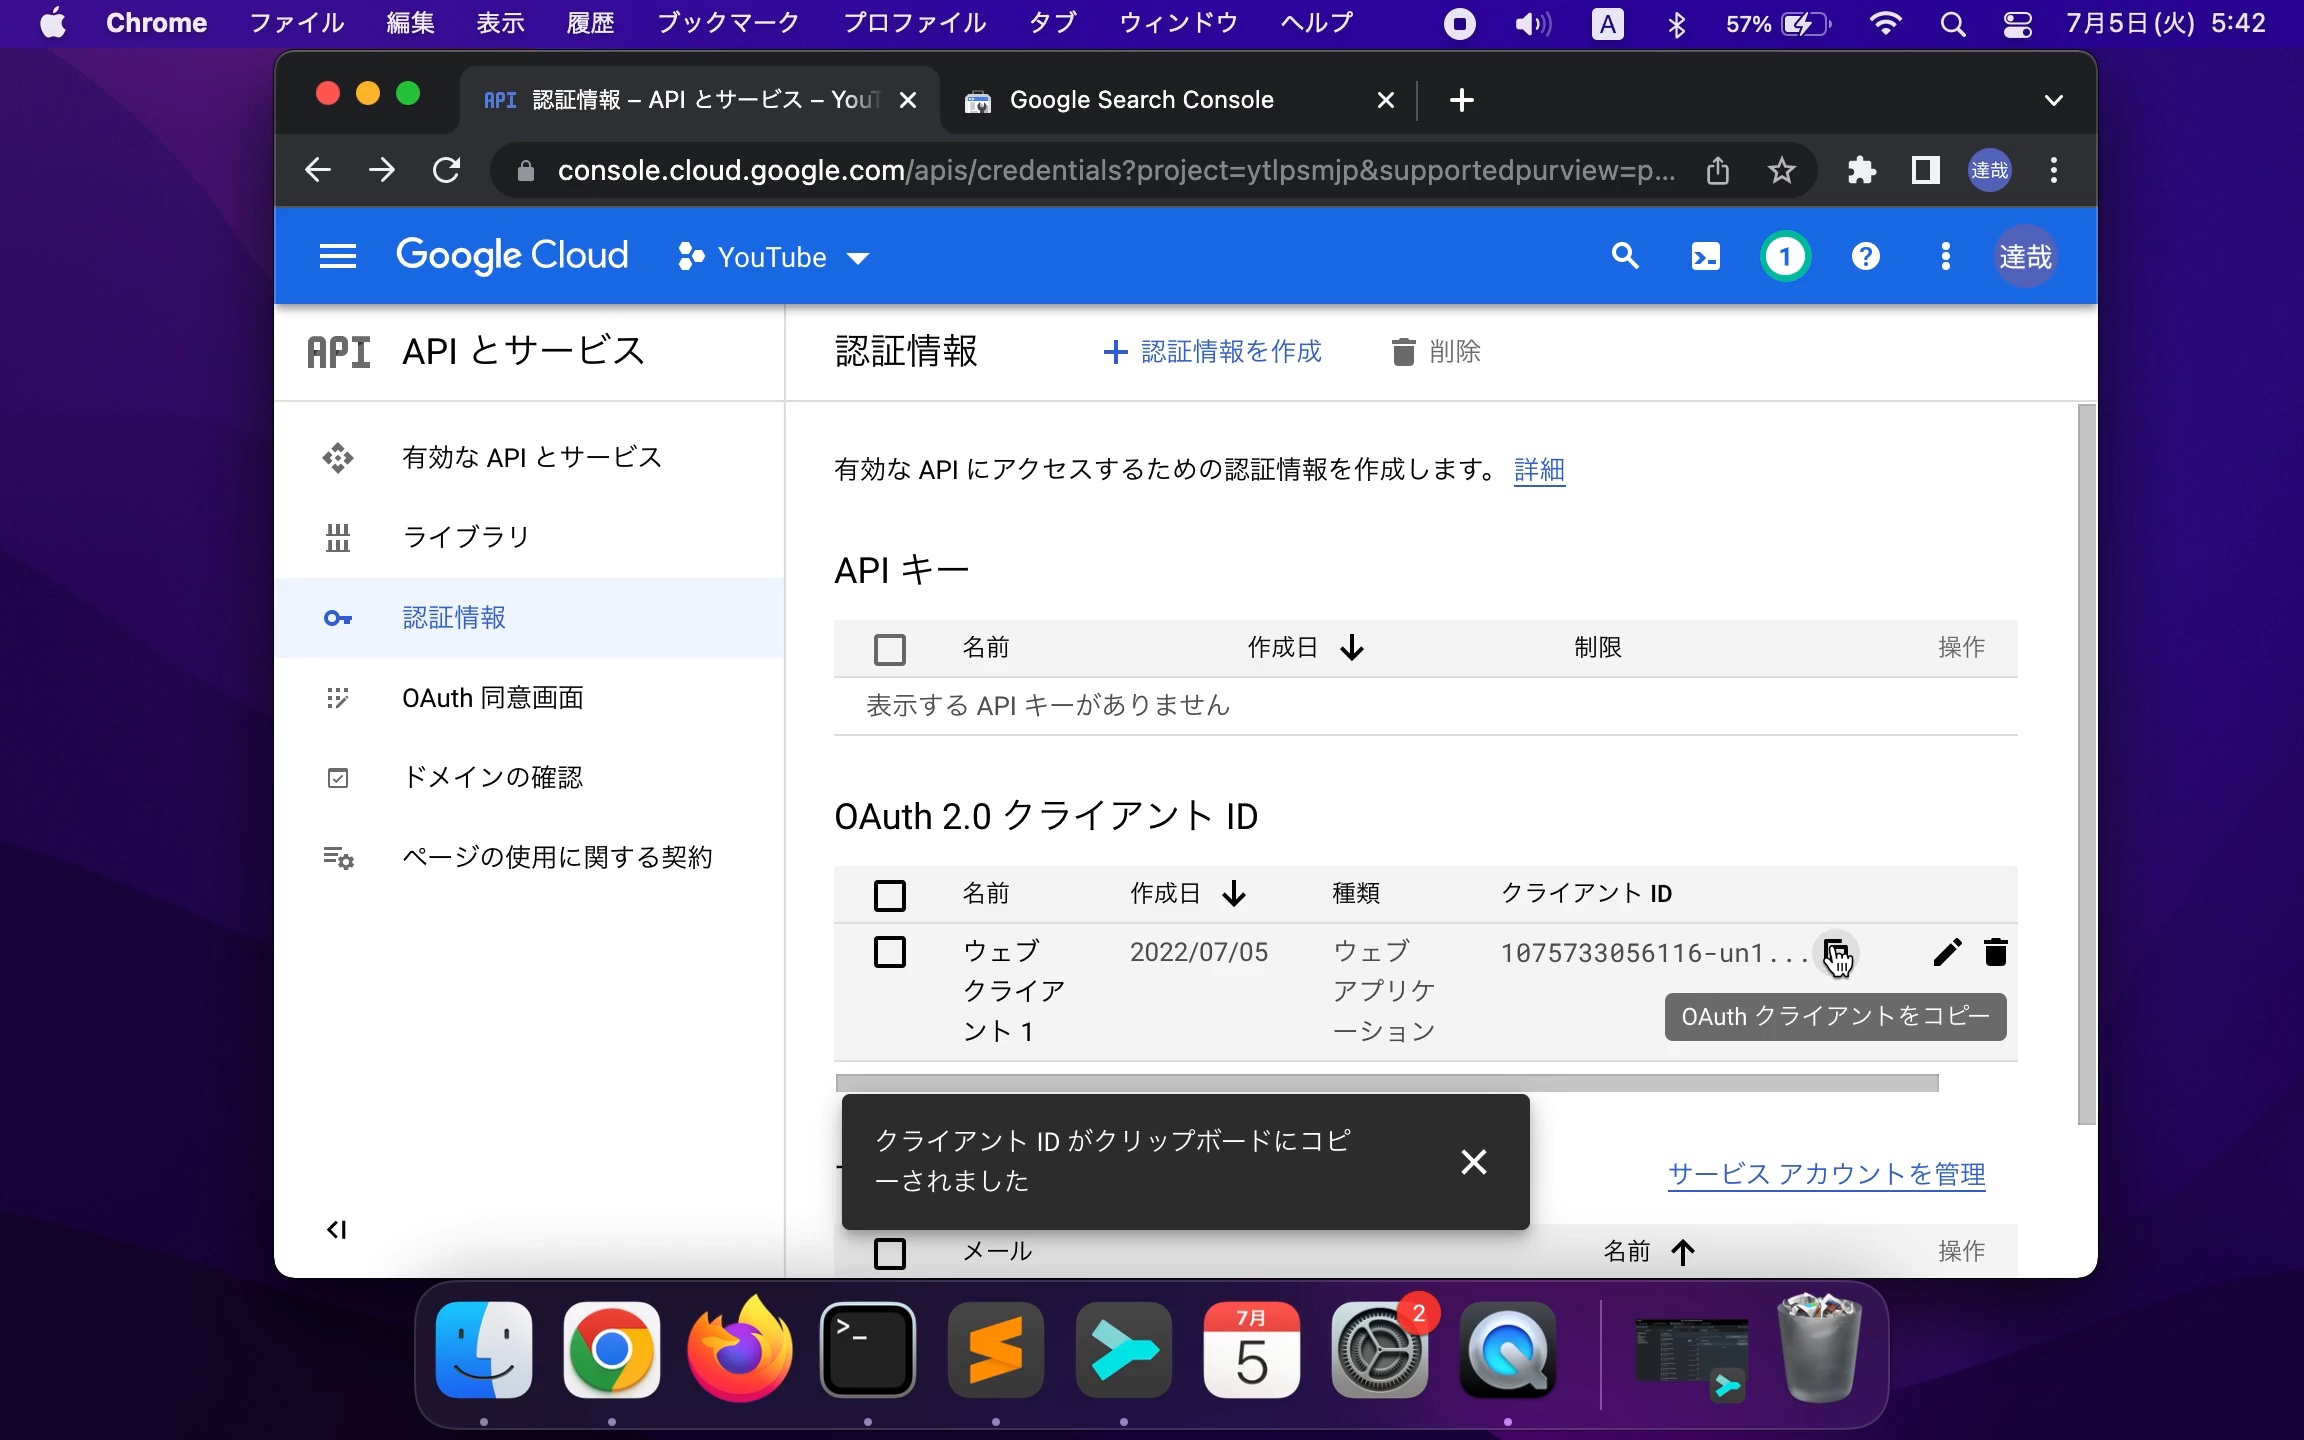 Chrome ファイル 編集 表示 履歴 ブックマーク プロファイル タブ ウィンドウ ヘルプ A 57% 7月5日(火) 5:42
API 認証情報 – API とサービス – YouT
Google Search Console
console.cloud.google.com/apis/credentials?project=ytlpsmjp&supportedpurview=p... 達哉
Google Cloud YouTube 1 達哉
API API とサービス
認証情報 認証情報を作成 削除
有効な API とサービス
ライブラリ
認証情報
OAuth 同意画面
ドメインの確認
ページの使用に関する契約
有効な API にアクセスするための認証情報を作成します。 詳細
API キー
名前 作成日 制限 操作
表示する API キーがありません
OAuth 2.0 クライアント ID
名前 作成日 種類 クライアント ID
ウェブ 2022/07/05 ウェブ 1075733056116-un1...
クライア アプリケ
ント 1 ーション
OAuth クライアントをコピー
クライアント ID がクリップボードにコピ
ーされました
サービス アカウントを管理
メール 名前 操作
7月
5
2